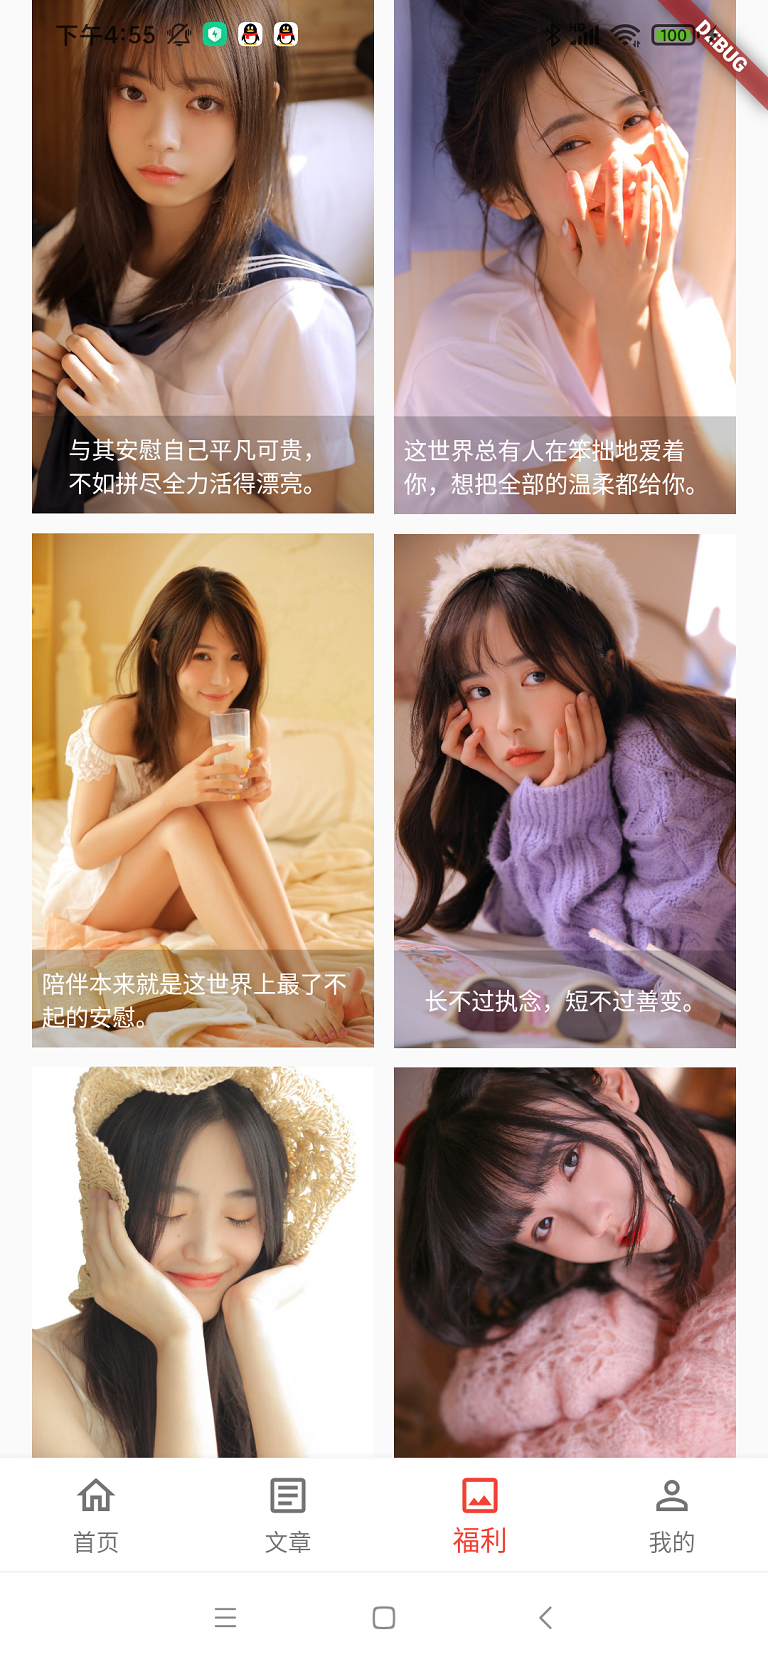 下午4:55
HD
100
DEBUG
与其安慰自己平凡可贵，
不如拼尽全力活得漂亮。
这世界总有人在笨拙地爱着
你，想把全部的温柔都给你。
陪伴本来就是这世界上最了不
起的安慰。
长不过执念，短不过善变。
首页
文章
福利
我的